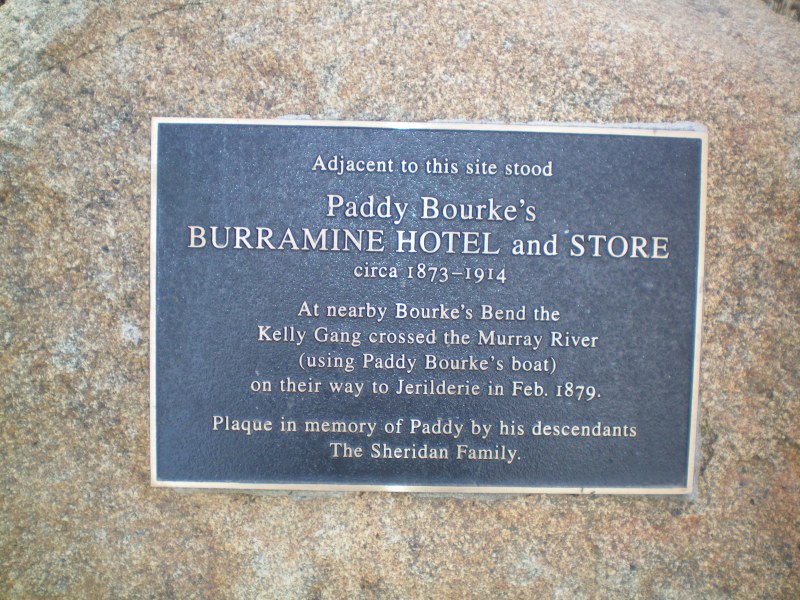 Adjacent to this site stood
Paddy Bourke's
BURRAMINE HOTEL and STORE
circa 1873–1914
At nearby Bourke's Bend the
Kelly Gang crossed the Murray River
(using Paddy Bourke's boat)
on their way to Jerilderie in Feb. 1879.
Plaque in memory of Paddy by his descendants
The Sheridan Family.